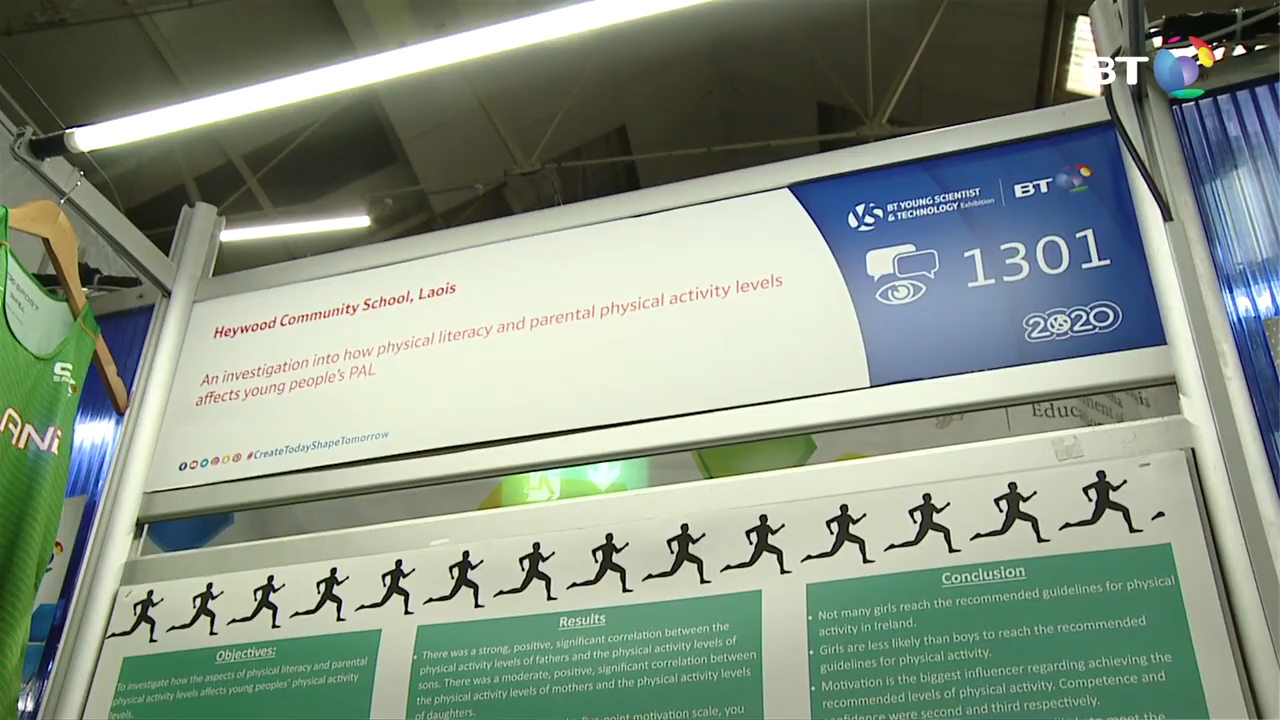 BT
BT YOUNG SCIENTIST
& TECHNOLOGY Exhibition
BT
1301
2020
Heywood Community School, Laois
An investigation into how physical literacy and parental physical activity levels
affects young people's PAL
#CreateTodayShapeTomorrow
ANI
Educ
Objectives:
To investigate how the aspects of physical literacy and parental
physical activity levels affects young peoples' physical activity
levels.
Results
• There was a strong, positive, significant correlation between the
physical activity levels of fathers and the physical activity levels of
sons. There was a moderate, positive, significant correlation between
the physical activity levels of mothers and the physical activity levels
of daughters.
point motivation scale, you
Conclusion
• Not many girls reach the recommended guidelines for physical
activity in Ireland.
• Girls are less likely than boys to reach the recommended
guidelines for physical activity.
• Motivation is the biggest influencer regarding achieving the
recommended levels of physical activity. Competence and
confidence were second and third respectively.